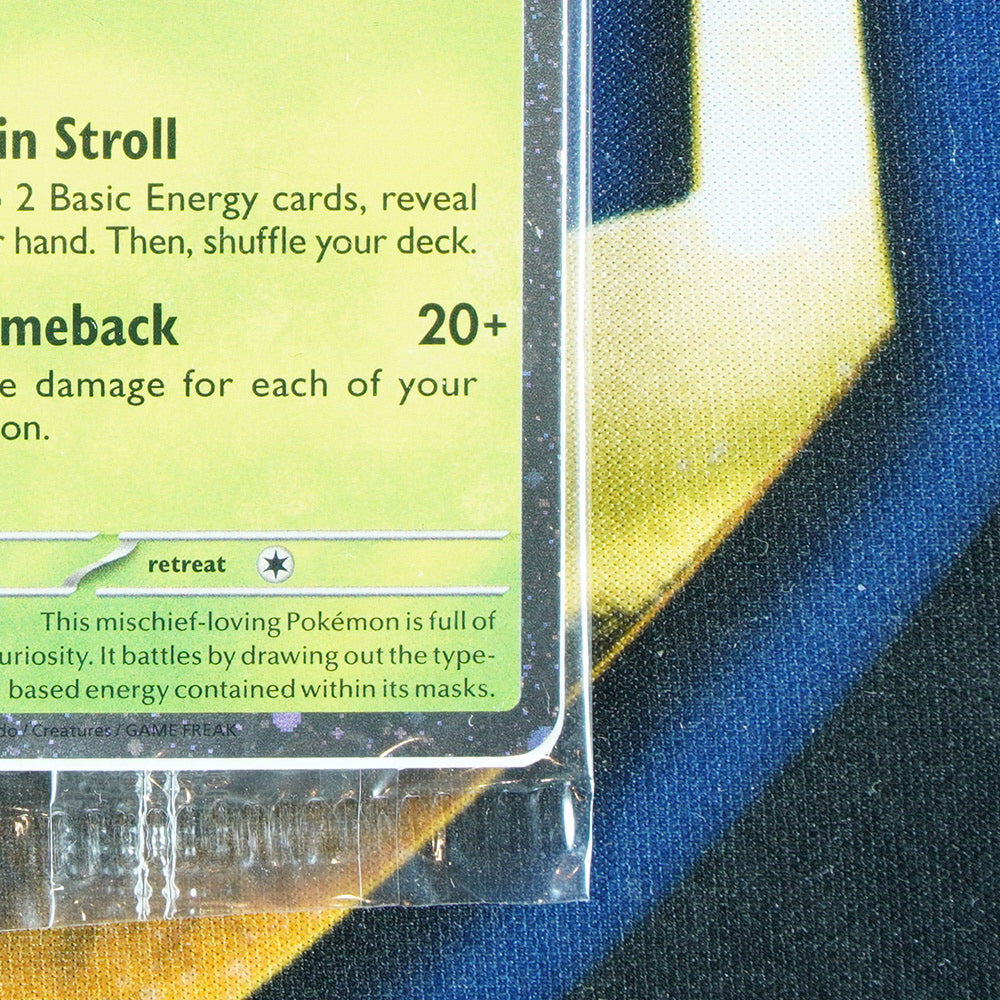 in Stroll
2 Basic Energy cards, reveal
hand. Then, shuffle your deck.
meback 20+
e damage for each of your
on.
retreat
This mischief-loving Pokémon is full of
uriosity. It battles by drawing out the type-
based energy contained within its masks.
do / Creatures / GAME FREAK